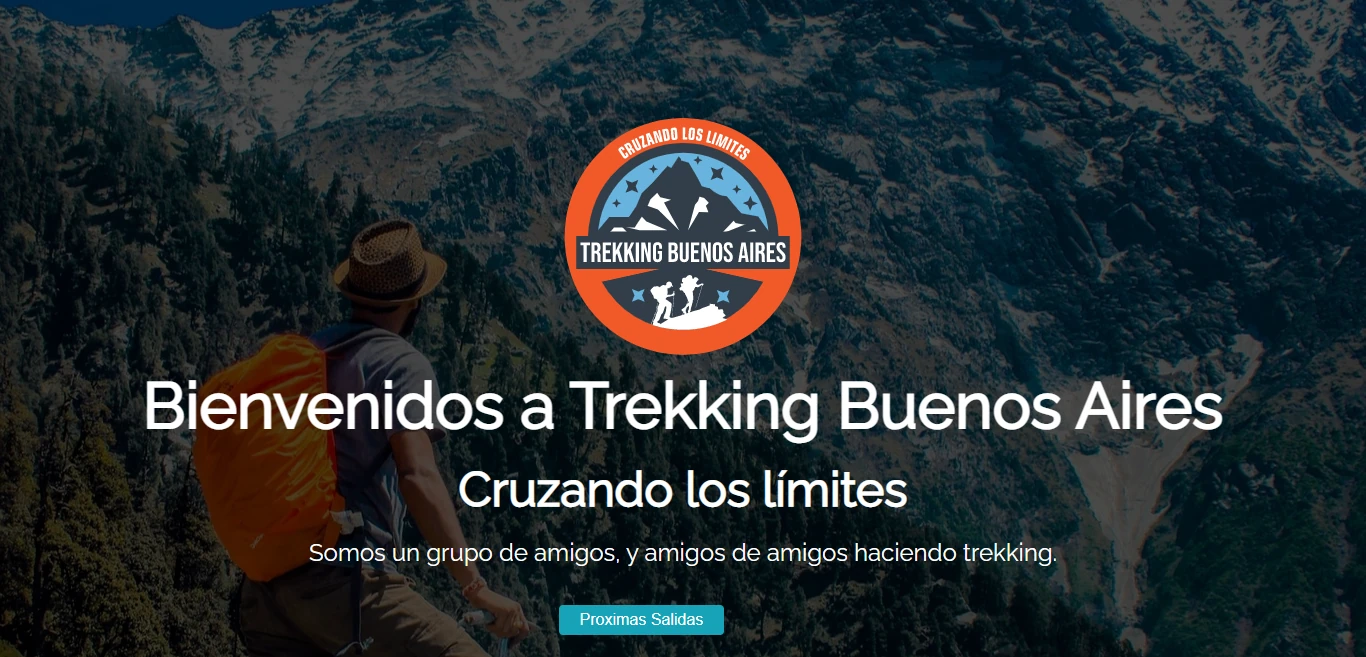 CRUZANDO LOS LIMITES
TREKKING BUENOS AIRES
Bienvenidos a Trekking Buenos Aires
Cruzando los límites
Somos un grupo de amigos, y amigos de amigos haciendo trekking.
Proximas Salidas